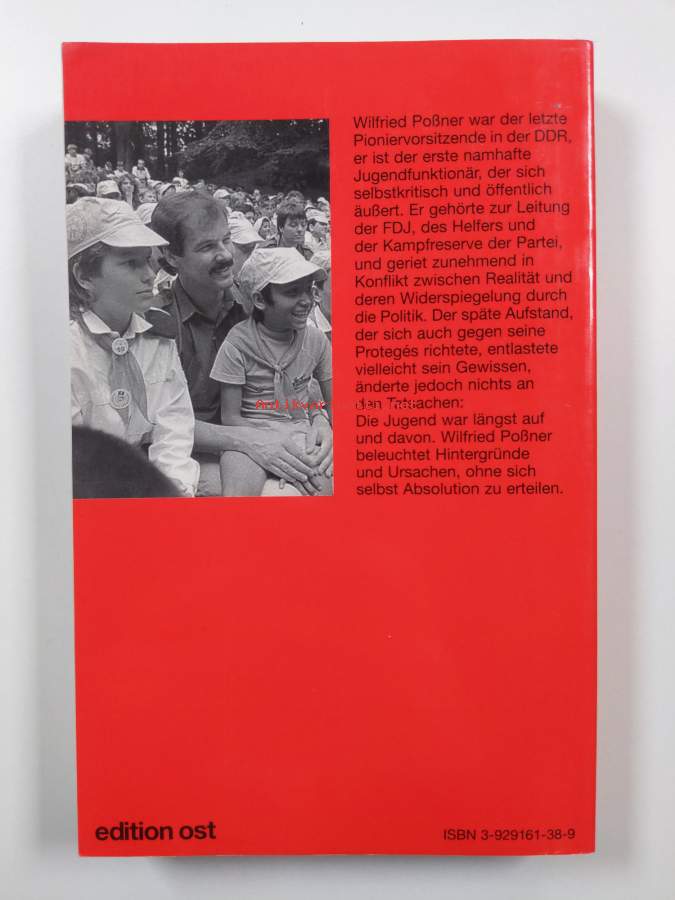 Wilfried Poßner war der letzte
Pioniervorsitzende in der DDR,
er ist der erste namhafte
Jugendfunktionär, der sich
selbstkritisch und öffentlich
äußert. Er gehörte zur Leitung
der FDJ, des Helfers und
der Kampfreserve der Partei,
und geriet zunehmend in
Konflikt zwischen Realität und
deren Widerspiegelung durch
die Politik. Der späte Aufstand,
der sich auch gegen seine
Protegés richtete, entlastete
vielleicht sein Gewissen,
änderte jedoch nichts an
den Tatsachen:
Die Jugend war längst auf
und davon. Wilfried Poßner
beleuchtet Hintergründe
und Ursachen, ohne sich
selbst Absolution zu erteilen.
edition ost
ISBN 3-929161-38-9